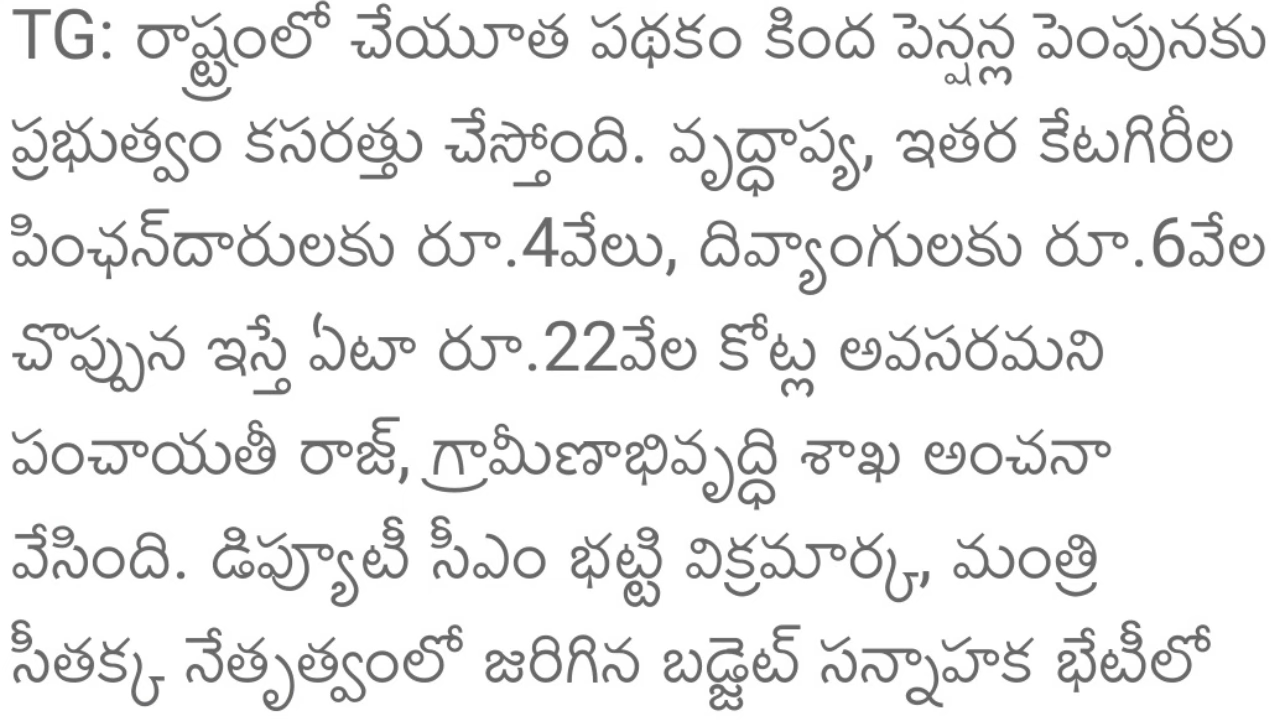 TG: రాష్ట్రంలో చేయూత పథకం కింద పెన్షన్ల పెంపునకు
ప్రభుత్వం కసరత్తు చేస్తోంది. వృద్ధాప్య, ఇతర కేటగిరీల
పింఛన్‌దారులకు రూ.4వేలు, దివ్యాంగులకు రూ.6వేల
చొప్పున ఇస్తే ఏటా రూ.22వేల కోట్ల అవసరమని
పంచాయతీ రాజ్, గ్రామీణాభివృద్ధి శాఖ అంచనా
వేసింది. డిప్యూటీ సీఎం భట్టి విక్రమార్క, మంత్రి
సీతక్క నేతృత్వంలో జరిగిన బడ్జెట్ సన్నాహక భేటీలో